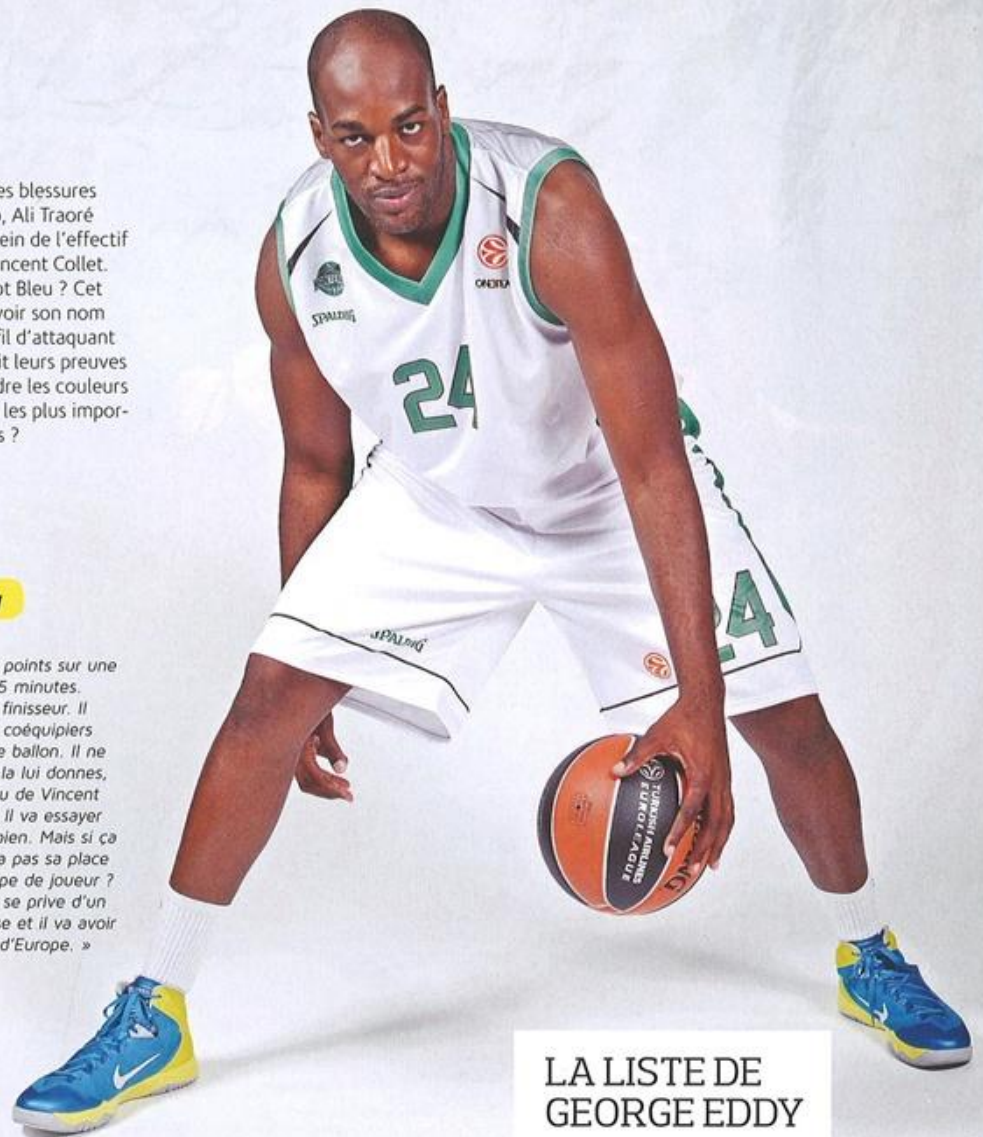 es blessures
, Ali Traoré
ein de l'effectif
ncent Collet.
ot Bleu ? Cet
voir son nom
il d'attaquant
it leurs preuves
dre les couleurs
les plus impor-
s ?
points sur une
5 minutes.
finisseur. Il
coéquipiers
e ballon. Il ne
la lui donnes,
u de Vincent
Il va essayer
bien. Mais si ça
a pas sa place
pe de joueur ?
se prive d'un
se et il va avoir
d'Europe. »
SPALDING
24
SPALDING
24
TURKISH AIRLINES
EUROLEAGUE
LA LISTE DE
GEORGE EDDY